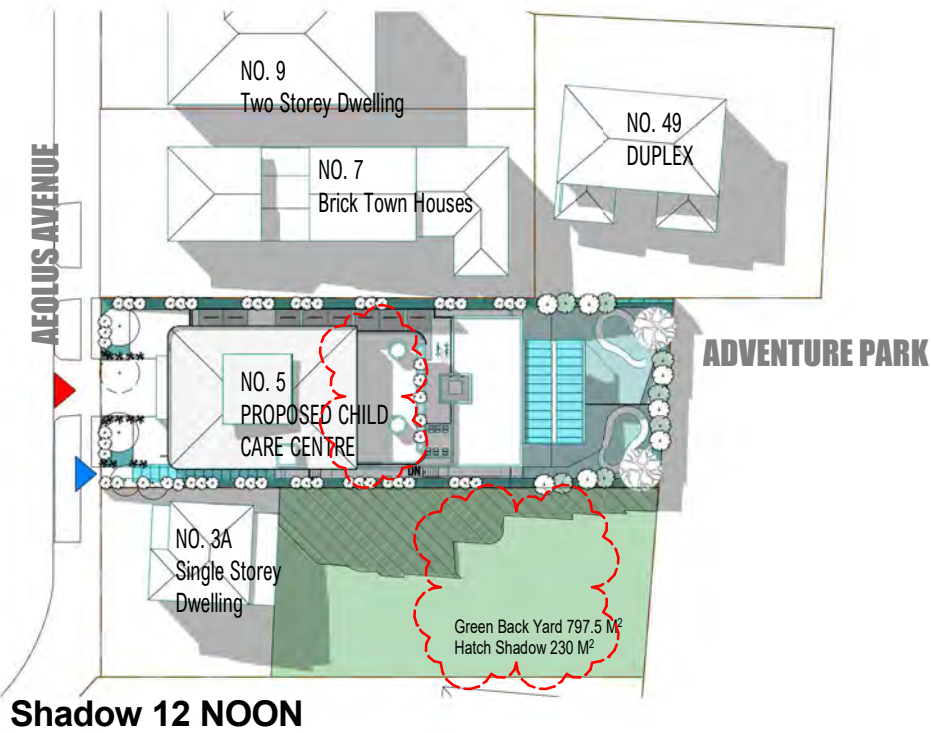 NO. 9
Two Storey Dwelling
NO. 49
DUPLEX
NO. 7
Brick Town Houses
AEOLUS AVENUE
ADVENTURE PARK
NO. 5
PROPOSED CHILD
CARE CENTRE
DN
NO. 3A
Single Storey
Dwelling
Green Back Yard 797.5 M²
Hatch Shadow 230 M²
Shadow 12 NOON